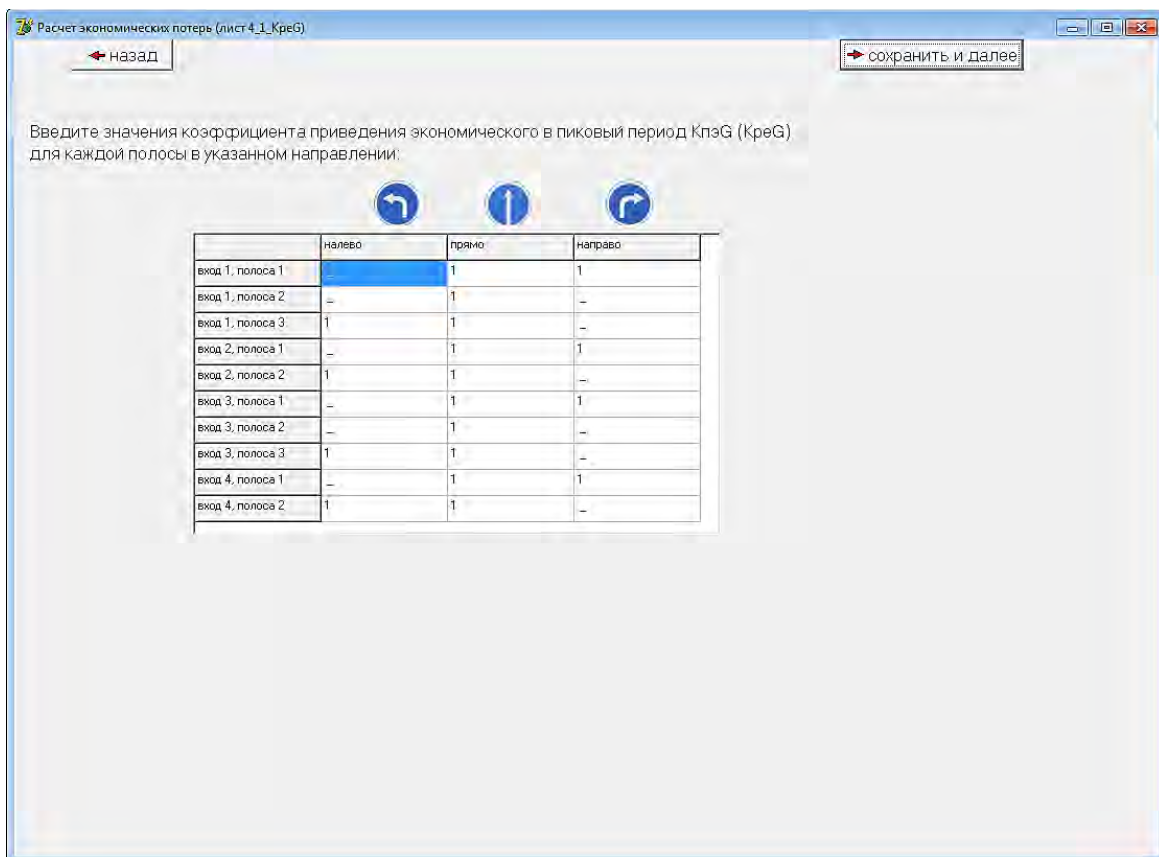 Расчет экономических потерь (лист 4_1_KpeG)
назад
сохранить и далее
Введите значения коэффициента приведения экономического в пиковый период КпэG (KpeG)
для каждой полосы в указанном направлении:
налево прямо направо
вход 1, полоса 1 1 1
вход 1, полоса 2 _ 1 _
вход 1, полоса 3 1 1 _
вход 2, полоса 1 _ 1 1
вход 2, полоса 2 1 1 _
вход 3, полоса 1 _ 1 1
вход 3, полоса 2 _ 1 _
вход 3, полоса 3 1 1 _
вход 4, полоса 1 _ 1 1
вход 4, полоса 2 1 1 _